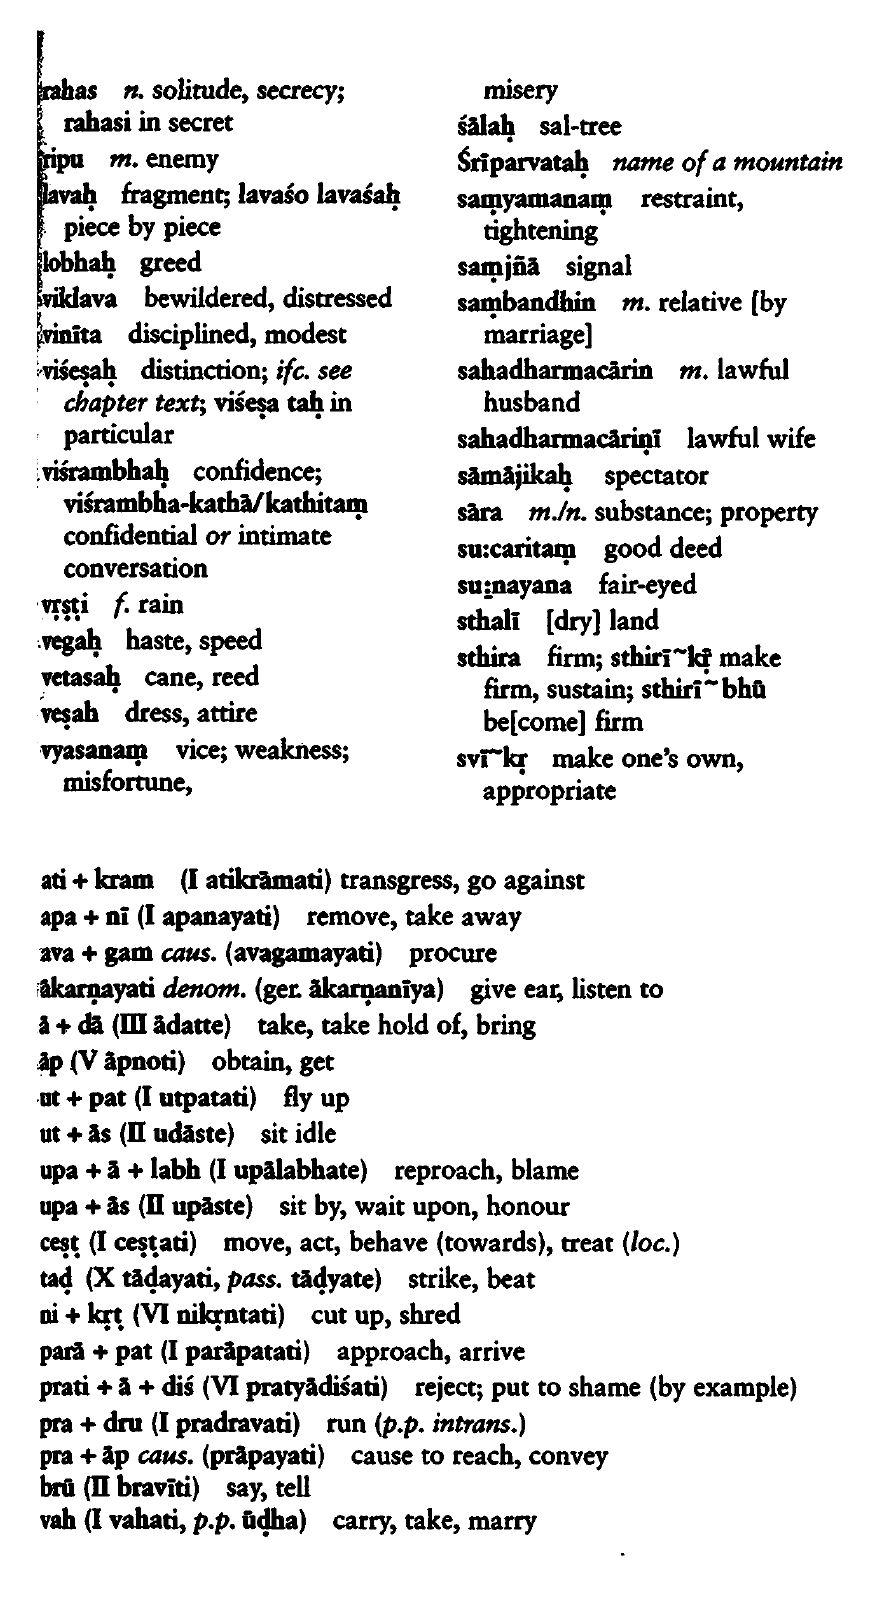 rahas n. solitude, secrecy;
rahasi in secret
ripu m. enemy
lavaḥ fragment; lavaśo lavaśaḥ
piece by piece
lobhaḥ greed
viklava bewildered, distressed
vinīta disciplined, modest
viśeṣaḥ distinction; ifc. see
chapter text; viśeṣa taḥ in
particular
viśrambhaḥ confidence;
viśrambha-kathā/kathitaṃ
confidential or intimate
conversation
vṛṣṭi f. rain
vegaḥ haste, speed
vetasaḥ cane, reed
veṣah dress, attire
vyasanaṃ vice; weakness;
misfortune,
misery
śālaḥ sal-tree
Śrīparvataḥ name of a mountain
saṃyamanaṃ restraint,
tightening
saṃjñā signal
saṃbandhin m. relative [by
marriage]
sahadharmacārin m. lawful
husband
sahadharmacāriṇī lawful wife
sāmājikaḥ spectator
sāra m./n. substance; property
su:caritaṃ good deed
su:nayana fair-eyed
sthalī [dry] land
sthira firm; sthirī~kṛ make
firm, sustain; sthirī~bhū
be[come] firm
svī~kṛ make one's own,
appropriate
ati + kram (I atikrāmati) transgress, go against
apa + nī (I apanayati) remove, take away
ava + gam caus. (avagamayati) procure
ākarṇayati denom. (ger. ākarṇanīya) give ear, listen to
ā + dā (III ādatte) take, take hold of, bring
āp (V āpnoti) obtain, get
ut + pat (I utpatati) fly up
ut + ās (II udāste) sit idle
upa + ā + labh (I upālabhate) reproach, blame
upa + ās (II upāste) sit by, wait upon, honour
ceṣṭ (I ceṣṭati) move, act, behave (towards), treat (loc.)
taḍ (X tāḍayati, pass. tāḍyate) strike, beat
ni + kṛṭ (VI nikṛntati) cut up, shred
parā + pat (I parāpatati) approach, arrive
prati + ā + diś (VI pratyādiśati) reject; put to shame (by example)
pra + dru (I pradravati) run (p.p. intrans.)
pra + āp caus. (prāpayati) cause to reach, convey
brū (II bravīti) say, tell
vah (I vahati, p.p. ūḍha) carry, take, marry